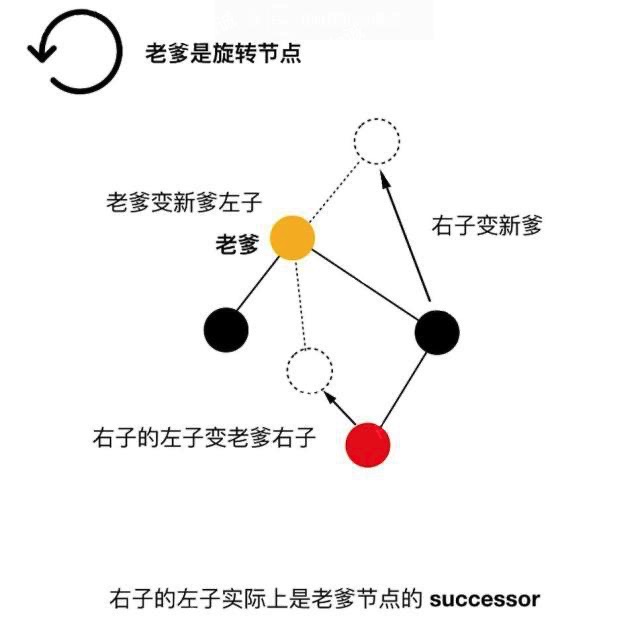 老爹是旋转节点
老爹变新爹左子
右子变新爹
老爹
右子的左子变老爹右子
右子的左子实际上是老爹节点的 successor